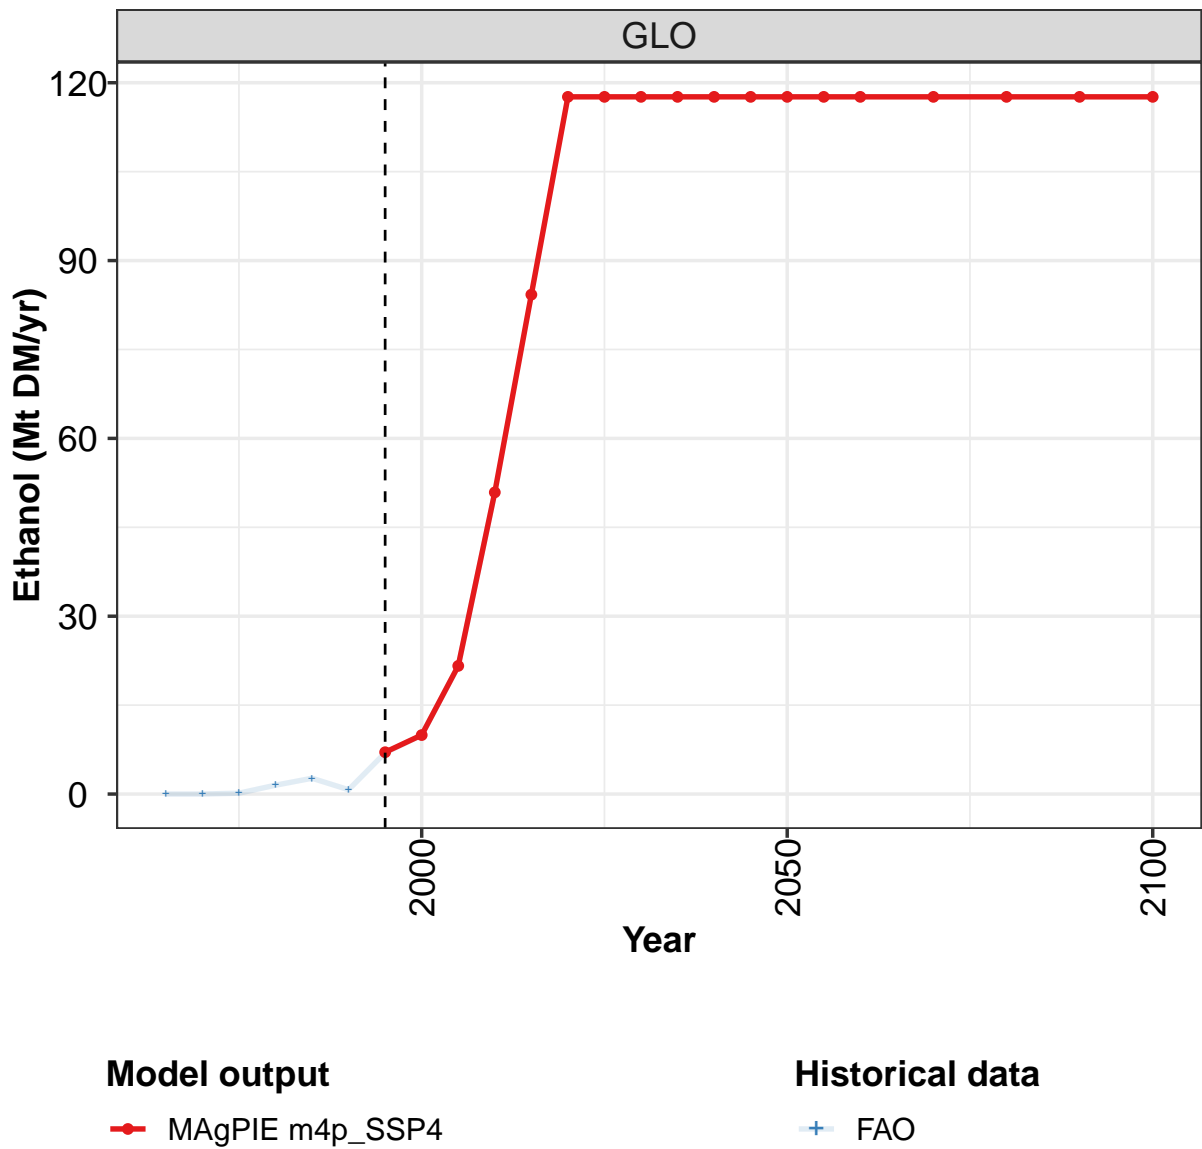 GLO
Ethanol (Mt DM/yr)
120
90
60
30
0
2000
2050
2100
Year
Model output
MAgPIE m4p_SSP4
Historical data
FAO